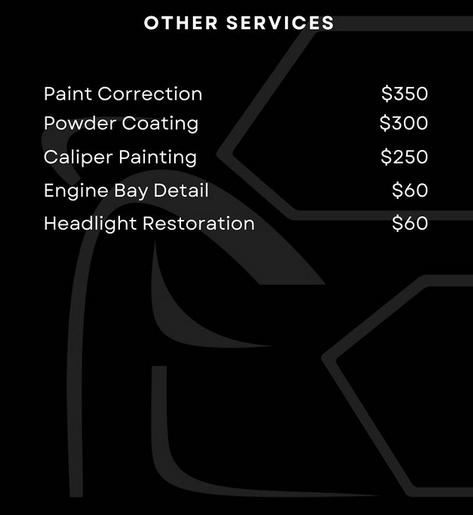 OTHER SERVICES
Paint Correction $350
Powder Coating $300
Caliper Painting $250
Engine Bay Detail $60
Headlight Restoration $60